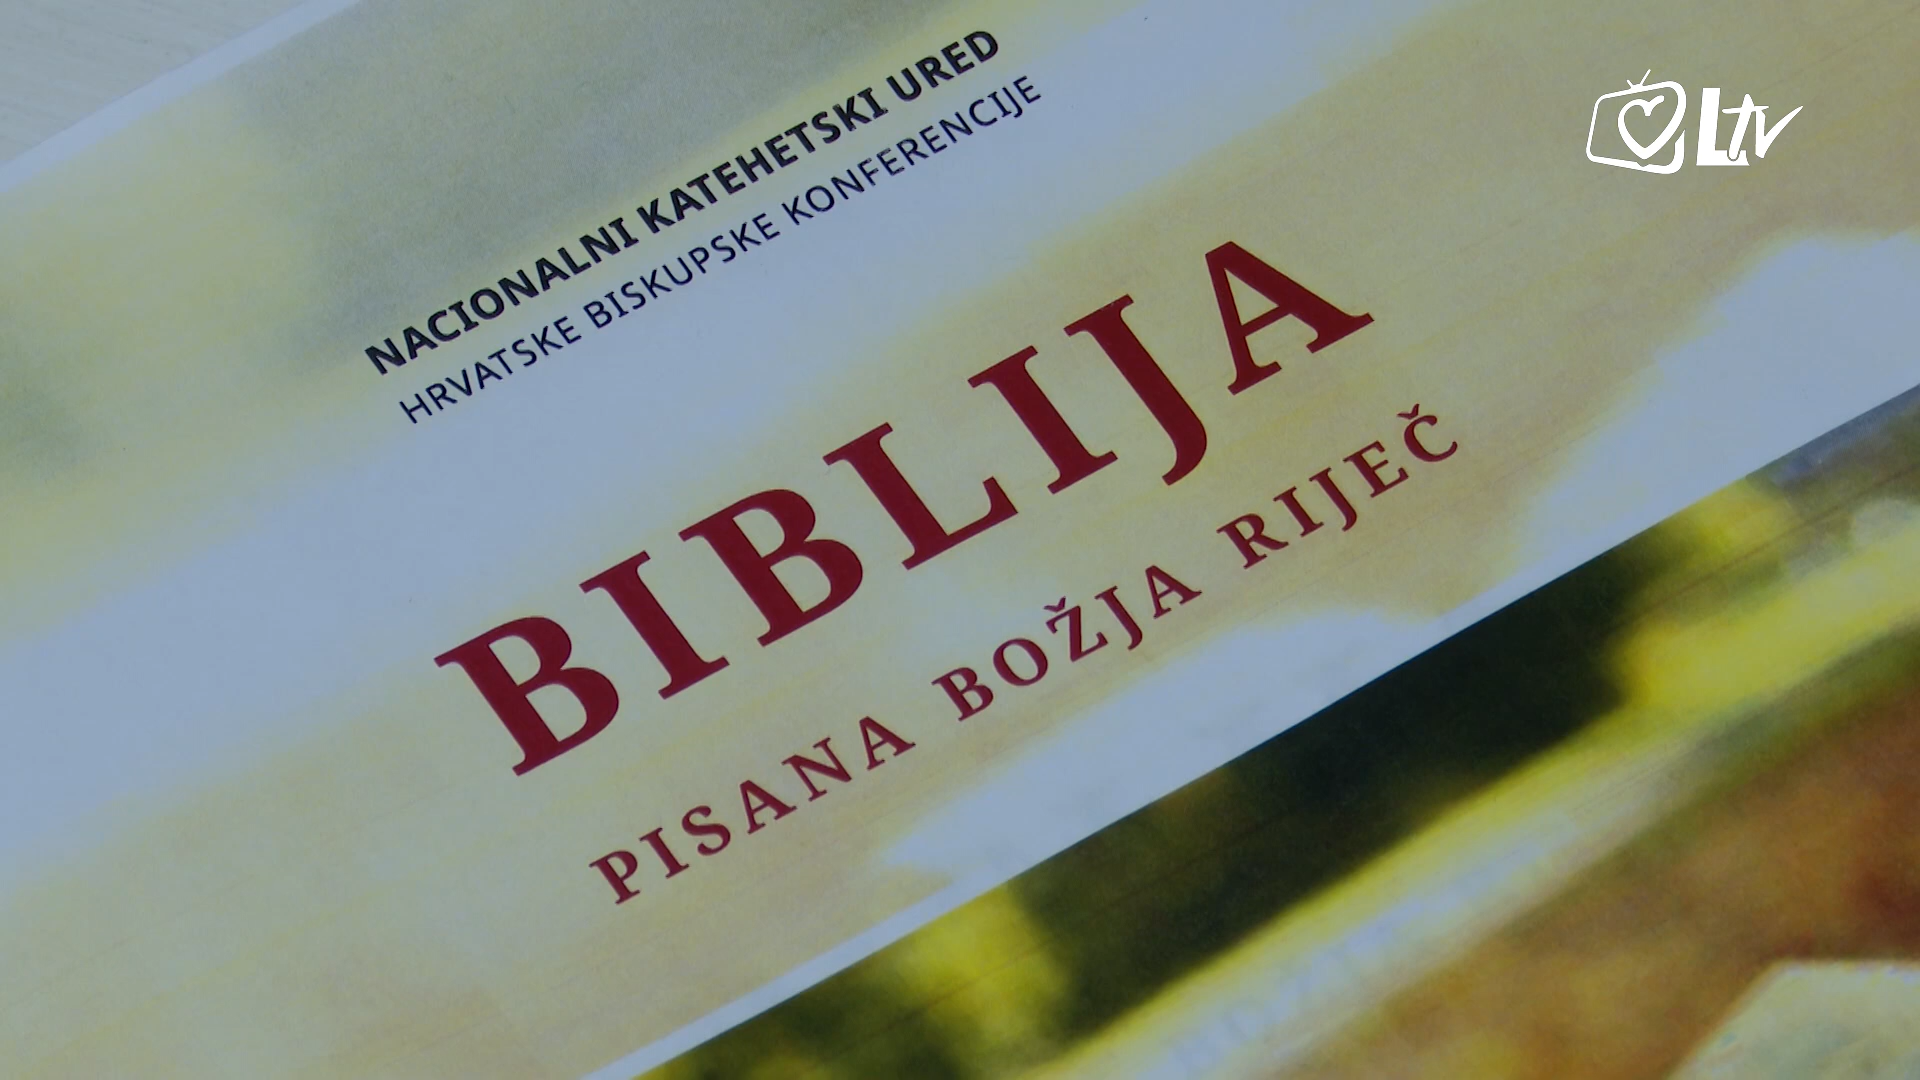 NACIONALNI KATEHETSKI URED
HRVATSKE BISKUPSKE KONFERENCIJE
BIBLIJA
PISANA BOŽJA RIJEČ
LTV